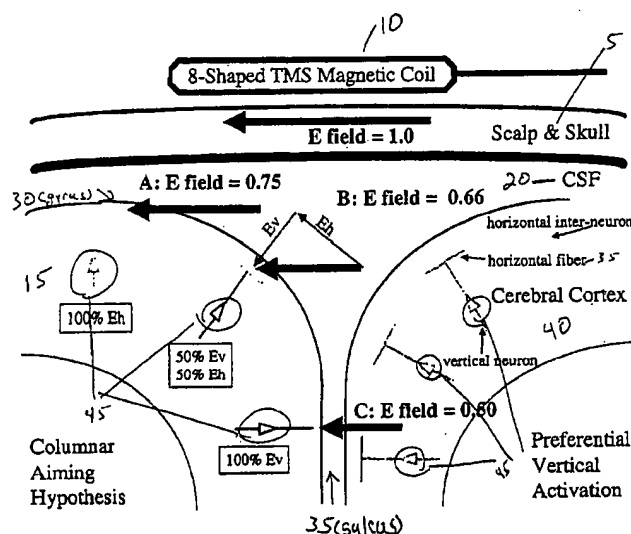 10
5
8-Shaped TMS Magnetic Coil
E field = 1.0
Scalp & Skull
30 (gyrus)
A: E field = 0.75
B: E field = 0.66
20 — CSF
Ev
Eh
horizontal inter-neuron
horizontal fiber-35
15
100% Eh
Cerebral Cortex
40
50% Ev
50% Eh
vertical neuron
45
C: E field = 0.50
Columnar
Aiming
Hypothesis
100% Ev
45
Preferential
Vertical
Activation
35 (sulcus)